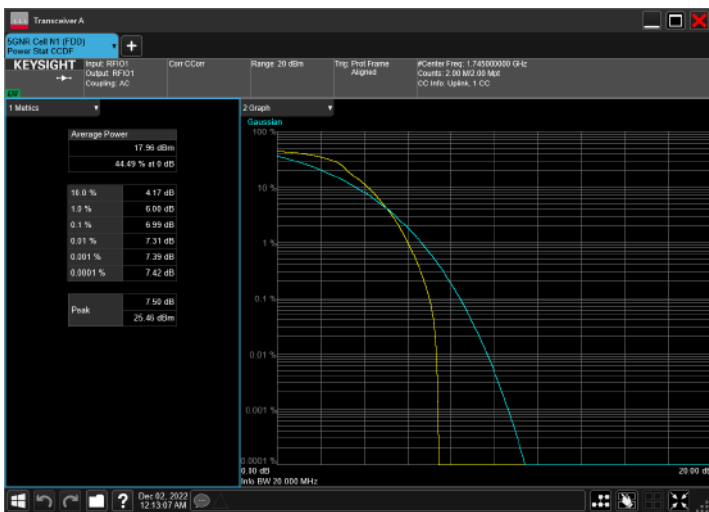 Transceiver A
5GNR Cell N1 (FDD)
Power Stat CCDF
KEYSIGHT
Input: RFIO1
Output: RFIO1
Coupling: AC
Corr CCorr
Range: 20 dBm
Trig: Prot Frame
Aligned
#Center Freq: 1.745000000 GHz
Counts: 2.00 M/2.00 Mpt
CC Info: Uplink, 1 CC
1 Metrics
Average Power
17.96 dBm
44.49 % at 0 dB
10.0 % 4.17 dB
1.0 % 6.00 dB
0.1 % 6.99 dB
0.01 % 7.31 dB
0.001 % 7.39 dB
0.0001 % 7.42 dB
Peak
7.50 dB
25.46 dBm
2 Graph
Gaussian
100 %
10 %
1 %
0.1 %
0.01 %
0.001 %
0.0001 %
0.00 dB
20.00 dB
Info BW 20.000 MHz
Dec 02, 2022
12:13:07 AM